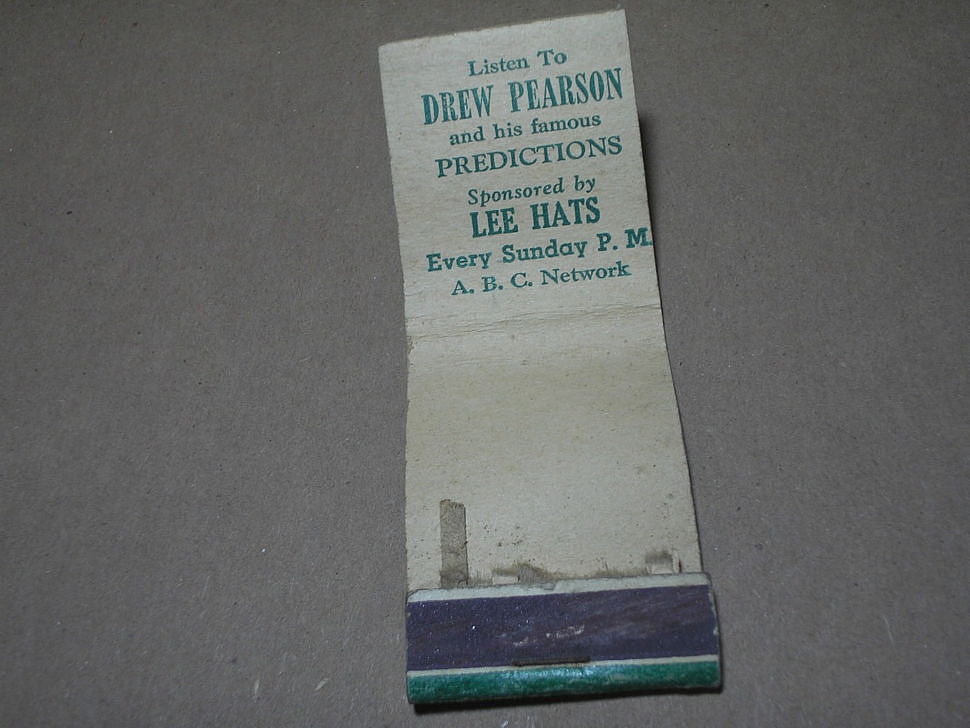 Listen To
DREW PEARSON
and his famous
PREDICTIONS
Sponsored by
LEE HATS
Every Sunday P. M.
A. B. C. Network